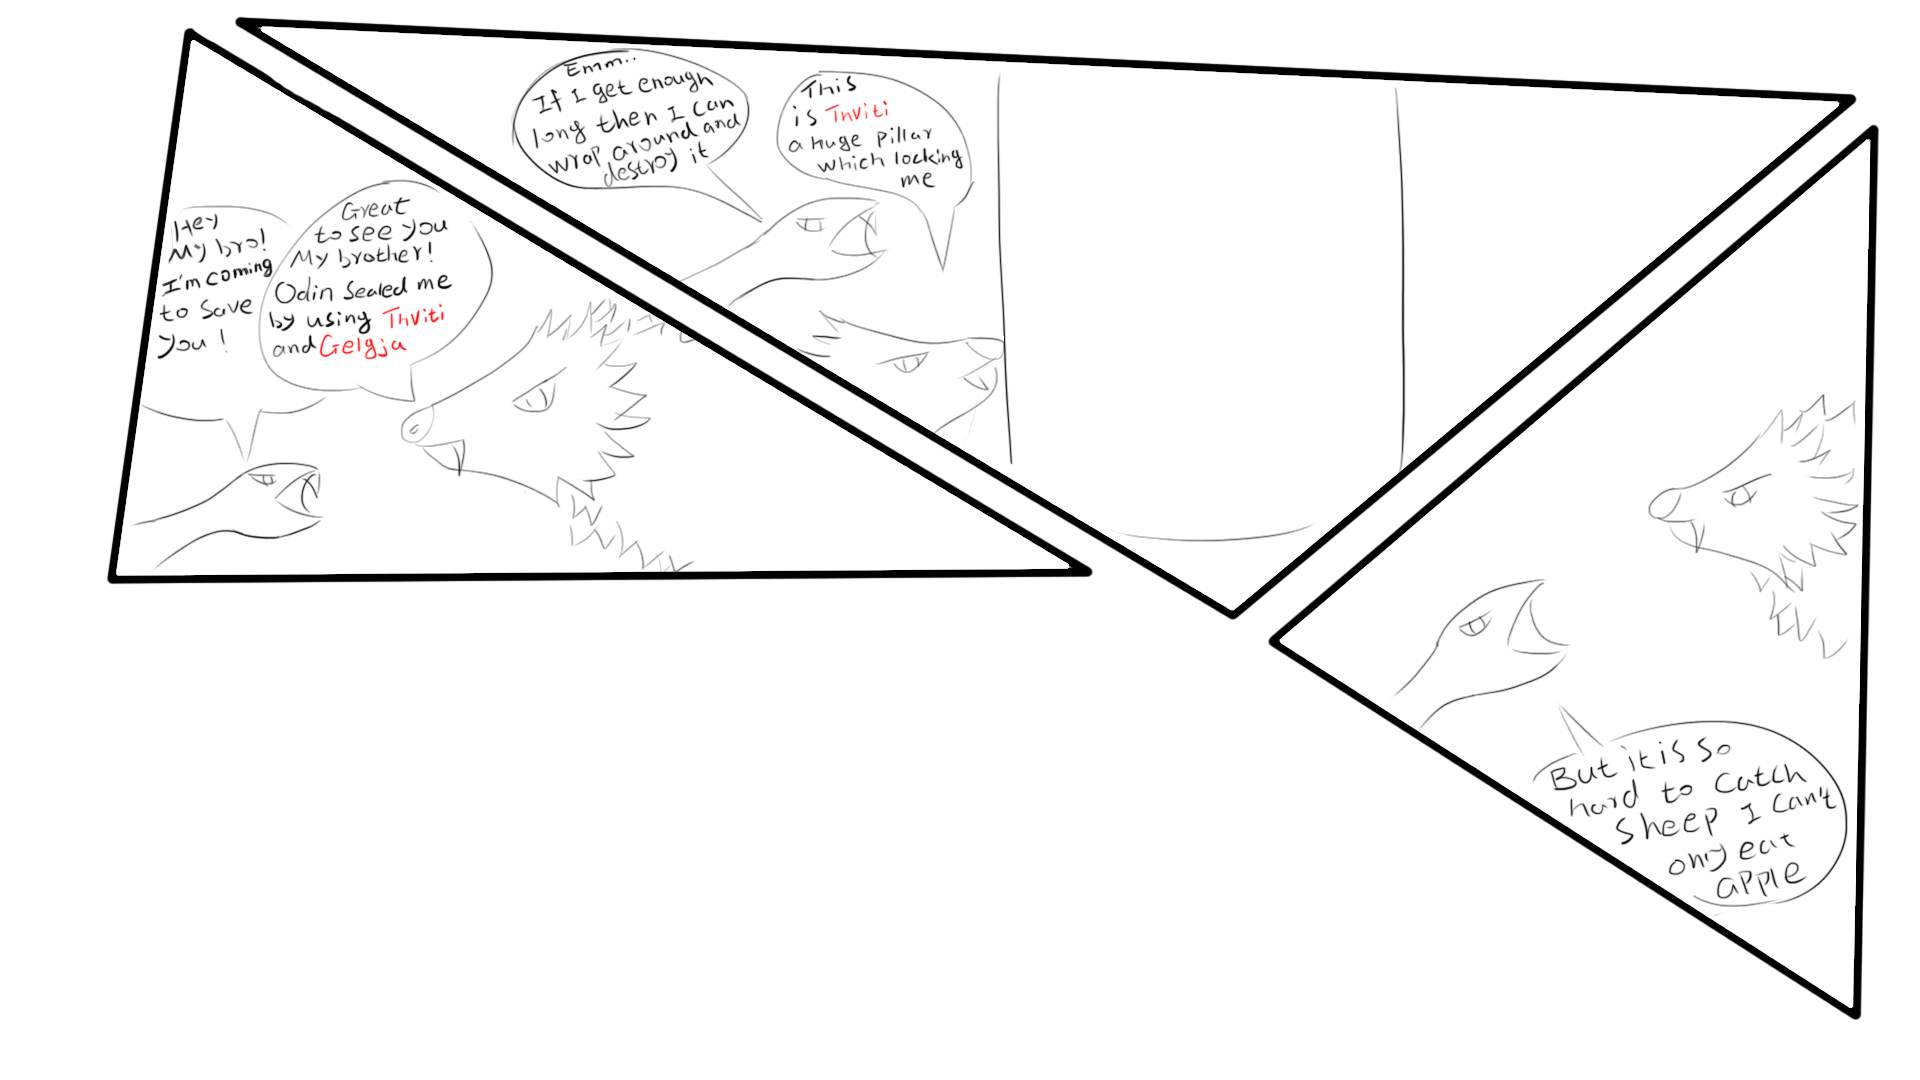 Hey
My bro!
I'm coming
to save
you !
Great
to see you
My brother!
Odin sealed me
by using Thviti
and Gelgja
Emm..
If I get enough
long then I can
wrap around and
destroy it
This
is Thviti
a huge pillar
which locking
me
But it is so
hard to catch
sheep I can't
only eat
apple